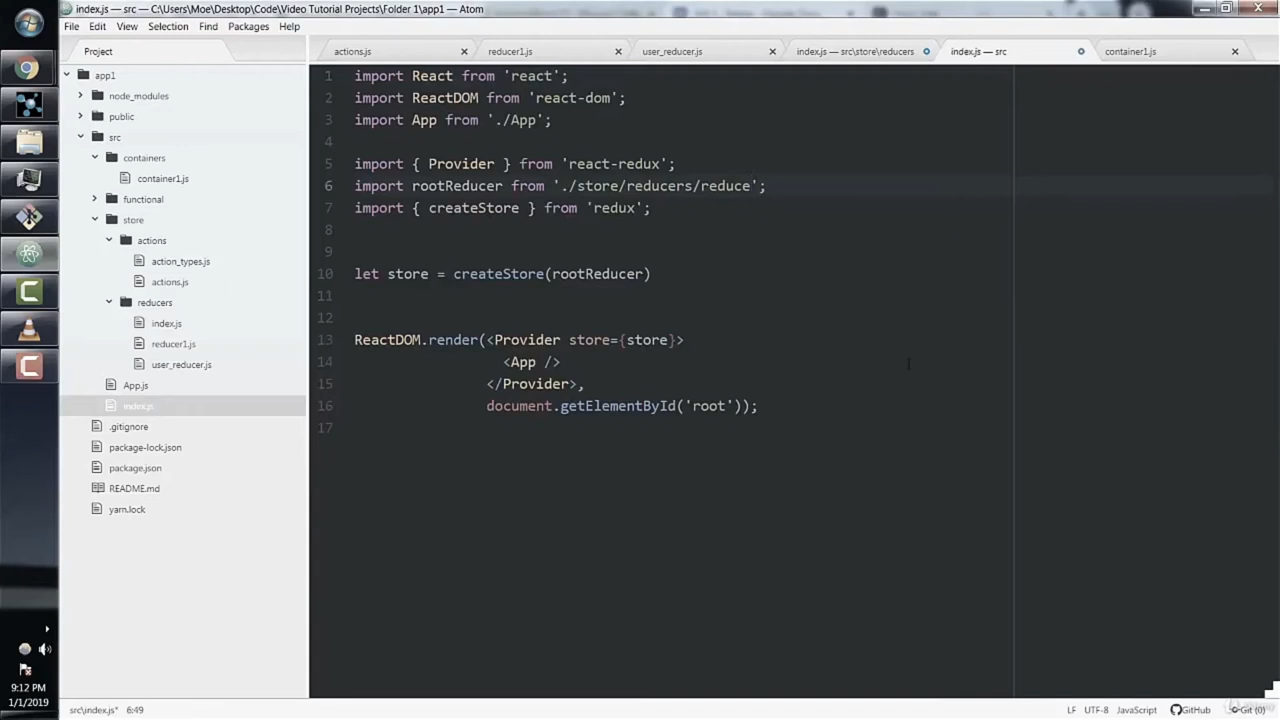 index.js — src — C:\Users\Moe\Desktop\Code\Video Tutorial Projects\Folder 1\app1 — Atom
File Edit View Selection Find Packages Help
Project
actions.js
reducer1.js
user_reducer.js
index.js — src\store\reducers
index.js — src
container1.js
app1
node_modules
public
src
containers
container1.js
functional
store
actions
action_types.js
actions.js
reducers
index.js
reducer1.js
user_reducer.js
App.js
index.js
.gitignore
package-lock.json
package.json
README.md
yarn.lock
1 import React from 'react';
2 import ReactDOM from 'react-dom';
3 import App from './App';
4
5 import { Provider } from 'react-redux';
6 import rootReducer from './store/reducers/reduce';
7 import { createStore } from 'redux';
8
9
10 let store = createStore(rootReducer)
11
12
13 ReactDOM.render(<Provider store={store}>
14 <App />
15 </Provider>,
16 document.getElementById('root'));
17
9:12 PM
1/1/2019
src\index.js* 6:49
LF UTF-8 JavaScript GitHub Git (0)